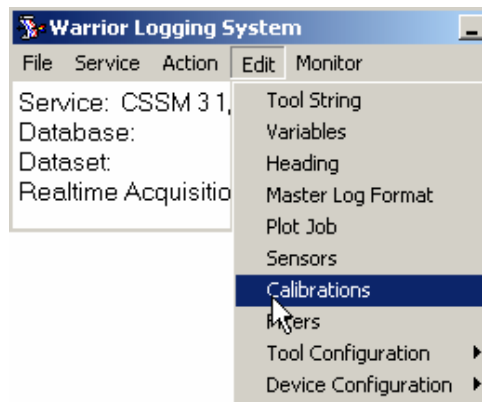 Warrior Logging System
File Service Action Edit Monitor
Service: CSSM 3 1,
Database:
Dataset:
Realtime Acquisitio
Tool String
Variables
Heading
Master Log Format
Plot Job
Sensors
Calibrations
Tool Configuration
Device Configuration